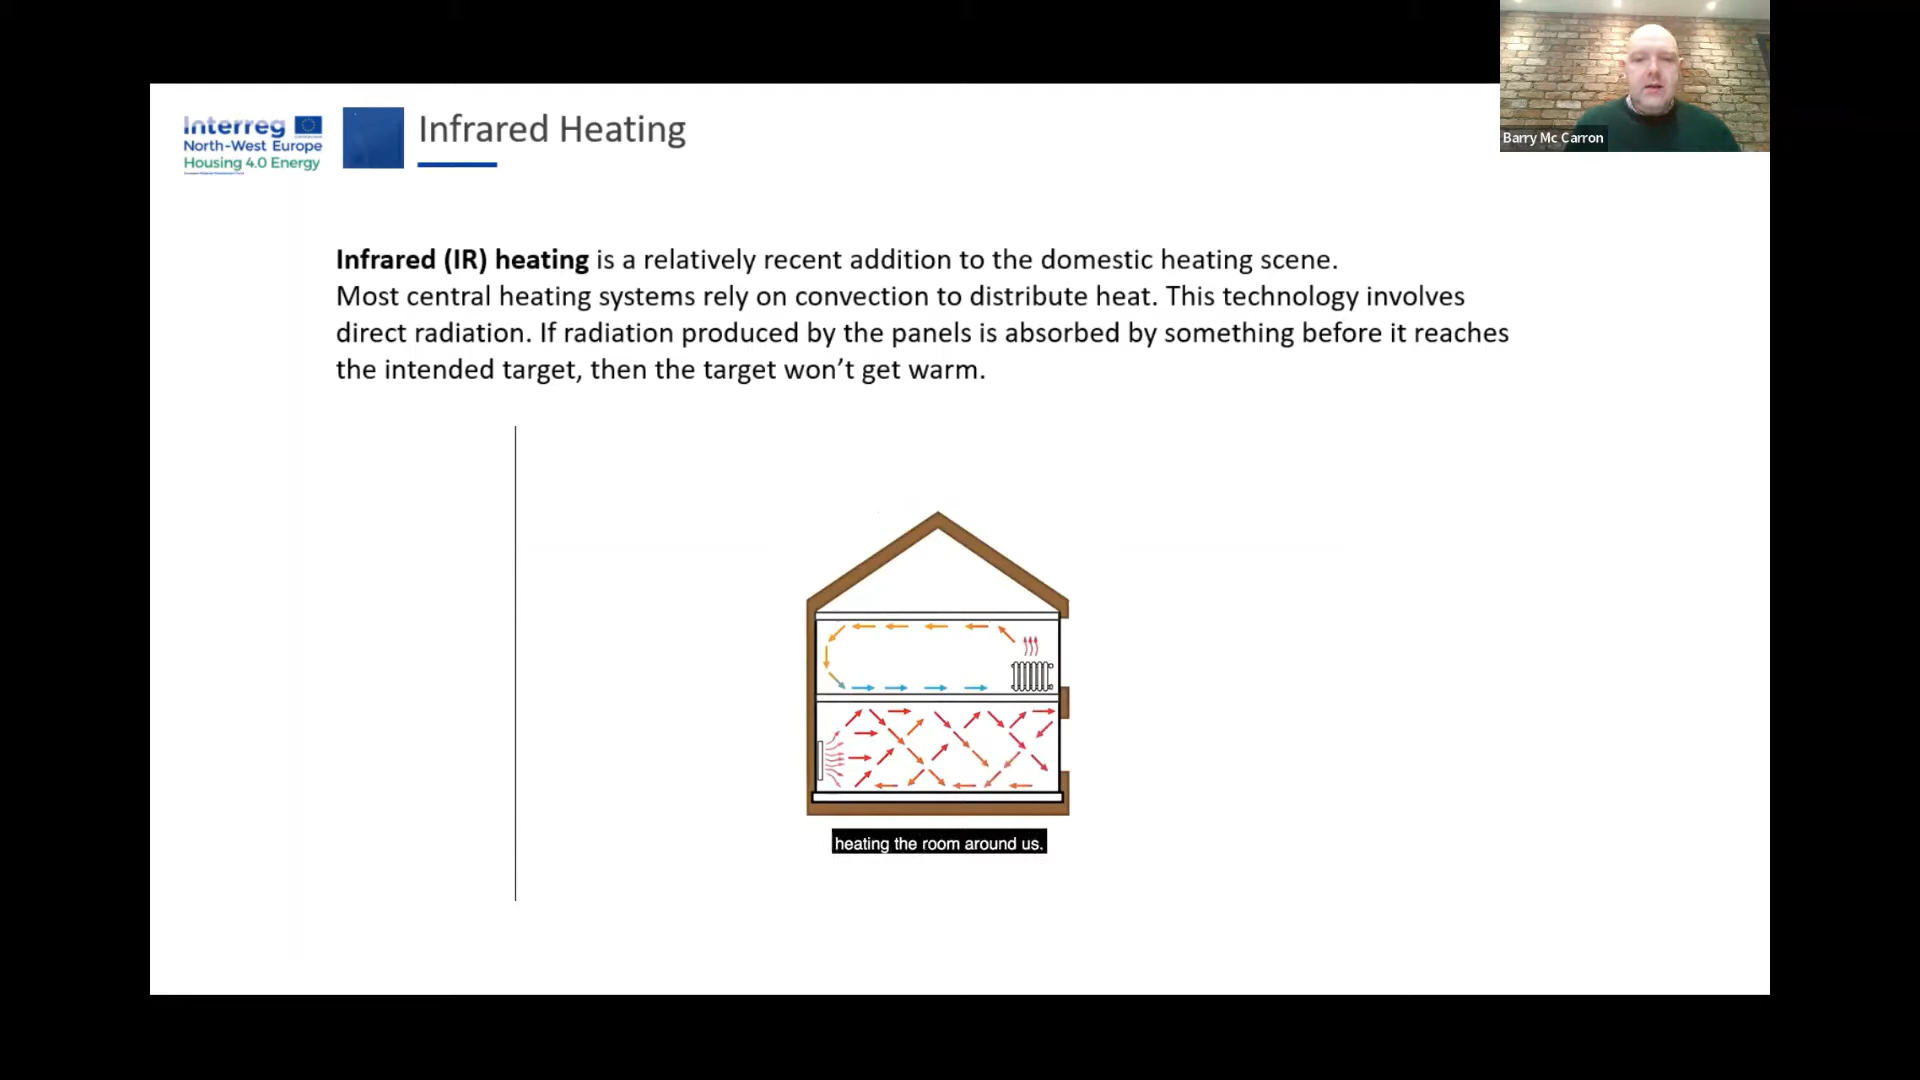 Interreg
North-West Europe
Housing 4.0 Energy
Infrared Heating
Barry Mc Carron
Infrared (IR) heating is a relatively recent addition to the domestic heating scene.
Most central heating systems rely on convection to distribute heat. This technology involves
direct radiation. If radiation produced by the panels is absorbed by something before it reaches
the intended target, then the target won’t get warm.
heating the room around us.